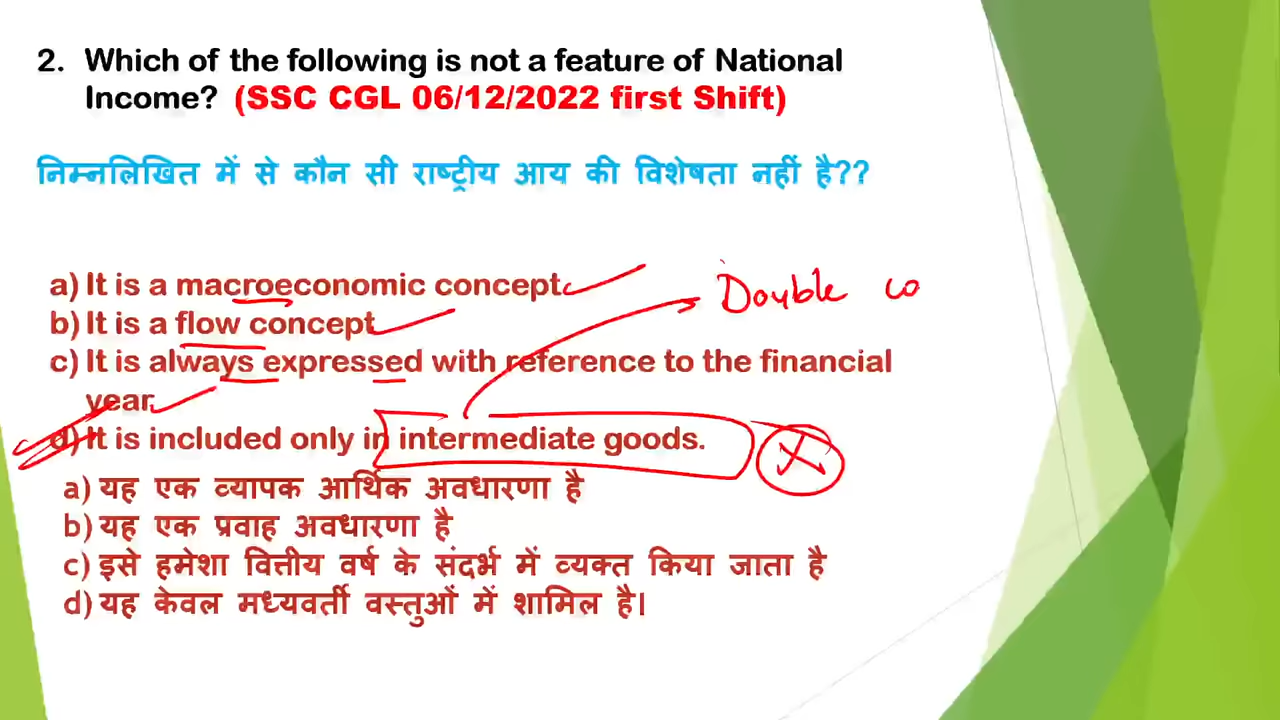 2. Which of the following is not a feature of National
Income? (SSC CGL 06/12/2022 first Shift)
निम्नलिखित में से कौन सी राष्ट्रीय आय की विशेषता नहीं है??
a) It is a macroeconomic concept.
Double co
b) It is a flow concept
c) It is always expressed with reference to the financial
year.
d) It is included only in intermediate goods.
a) यह एक व्यापक आर्थिक अवधारणा है
b) यह एक प्रवाह अवधारणा है
c) इसे हमेशा वित्तीय वर्ष के संदर्भ में व्यक्त किया जाता है
d) यह केवल मध्यवर्ती वस्तुओं में शामिल है।